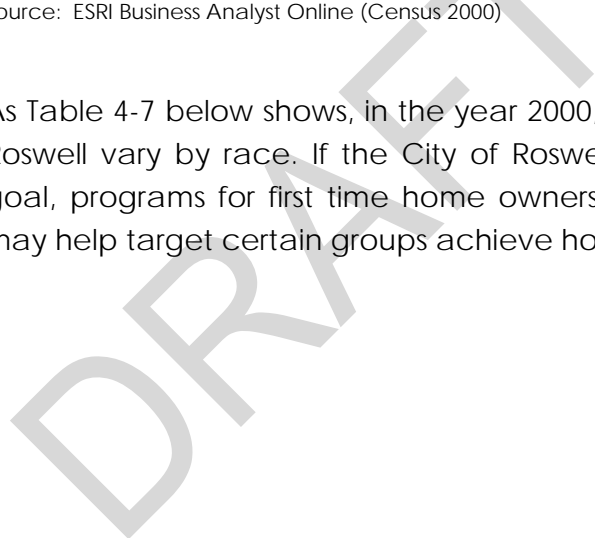 ource: ESRI Business Analyst Online (Census 2000)
As Table 4-7 below shows, in the year 2000,
Roswell vary by race. If the City of Roswe
goal, programs for first time home owners
may help target certain groups achieve ho
DRAFT